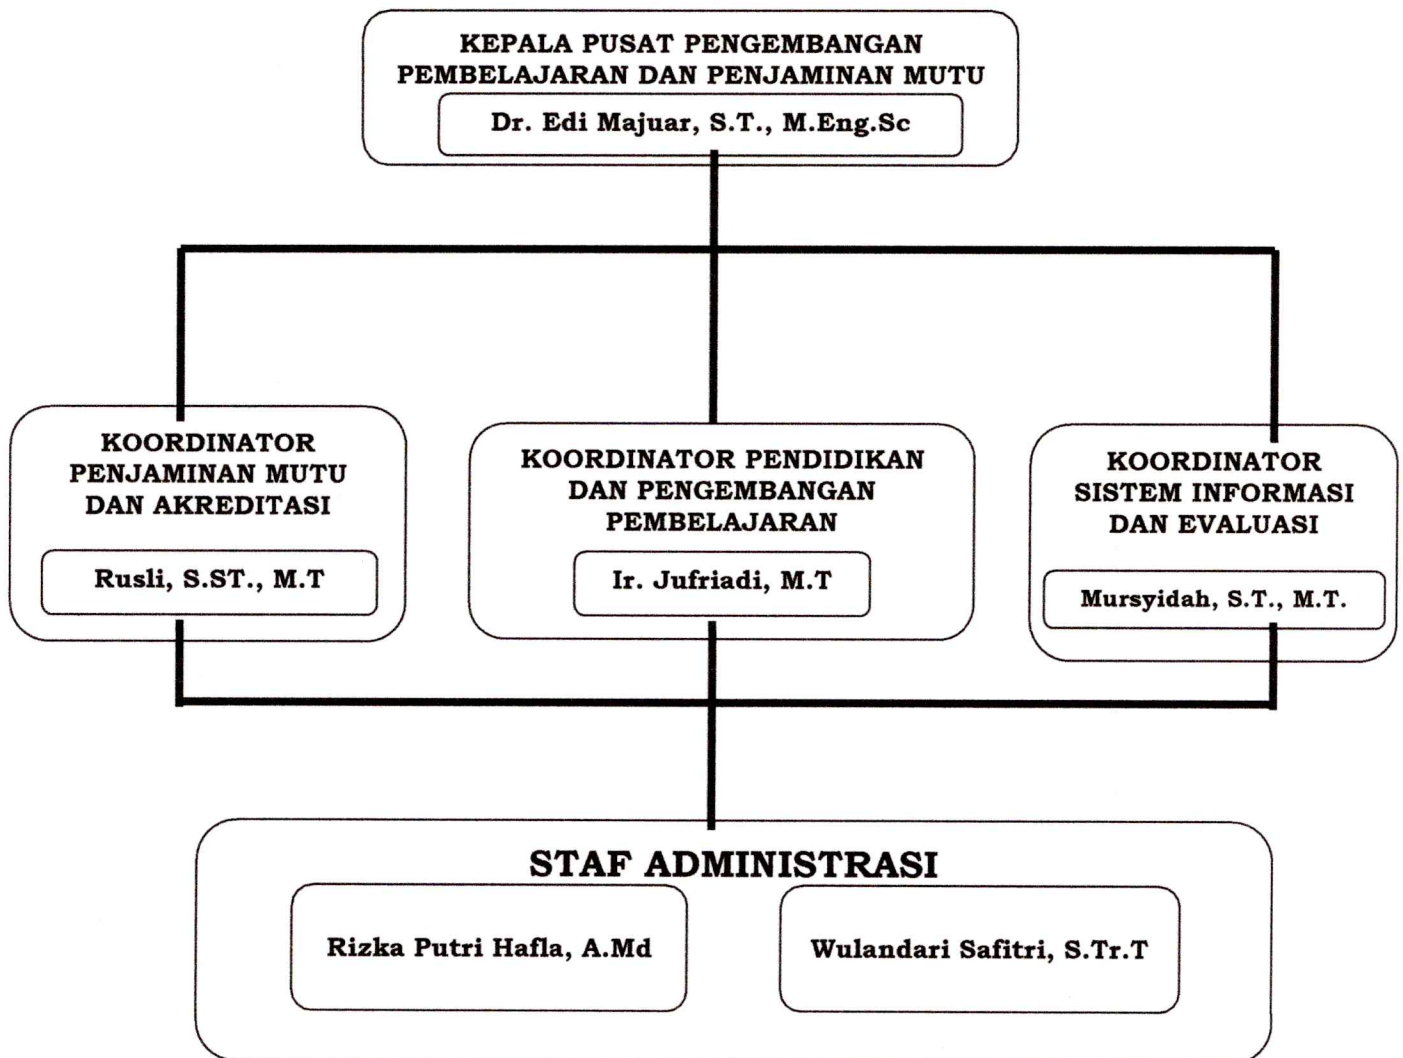 KEPALA PUSAT PENGEMBANGAN
PEMBELAJARAN DAN PENJAMINAN MUTU
Dr. Edi Majuar, S.T., M.Eng.Sc
KOORDINATOR
PENJAMINAN MUTU
DAN AKREDITASI
Rusli, S.ST., M.T
KOORDINATOR PENDIDIKAN
DAN PENGEMBANGAN
PEMBELAJARAN
Ir. Jufriadi, M.T
KOORDINATOR
SISTEM INFORMASI
DAN EVALUASI
Mursyidah, S.T., M.T.
STAF ADMINISTRASI
Rizka Putri Hafla, A.Md
Wulandari Safitri, S.Tr.T